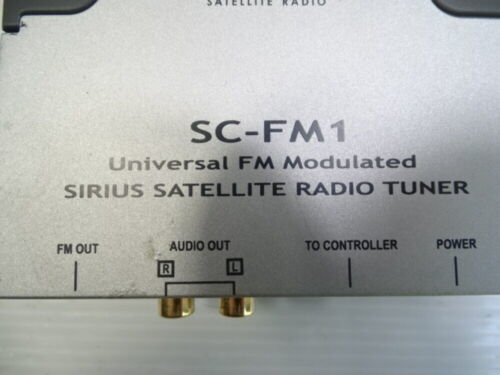 SATELLITE RADIO
SC-FM1
Universal FM Modulated
SIRIUS SATELLITE RADIO TUNER
FM OUT AUDIO OUT TO CONTROLLER POWER
R L